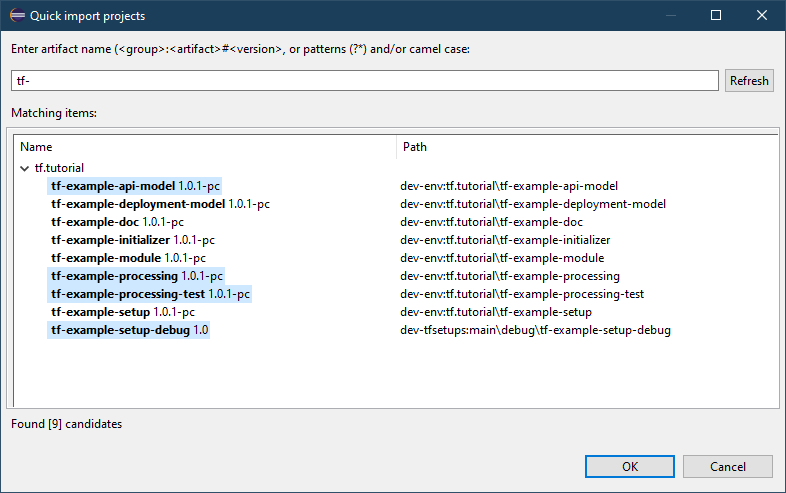 Quick import projects
Enter artifact name (<group>:<artifact>#<version>, or patterns (?*) and/or camel case:
tf-
Refresh
Matching items:
Name Path
tf.tutorial
tf-example-api-model 1.0.1-pc dev-env:tf.tutorial\tf-example-api-model
tf-example-deployment-model 1.0.1-pc dev-env:tf.tutorial\tf-example-deployment-model
tf-example-doc 1.0.1-pc dev-env:tf.tutorial\tf-example-doc
tf-example-initializer 1.0.1-pc dev-env:tf.tutorial\tf-example-initializer
tf-example-module 1.0.1-pc dev-env:tf.tutorial\tf-example-module
tf-example-processing 1.0.1-pc dev-env:tf.tutorial\tf-example-processing
tf-example-processing-test 1.0.1-pc dev-env:tf.tutorial\tf-example-processing-test
tf-example-setup 1.0.1-pc dev-env:tf.tutorial\tf-example-setup
tf-example-setup-debug 1.0 dev-tfsetups:main\debug\tf-example-setup-debug
Found [9] candidates
OK Cancel